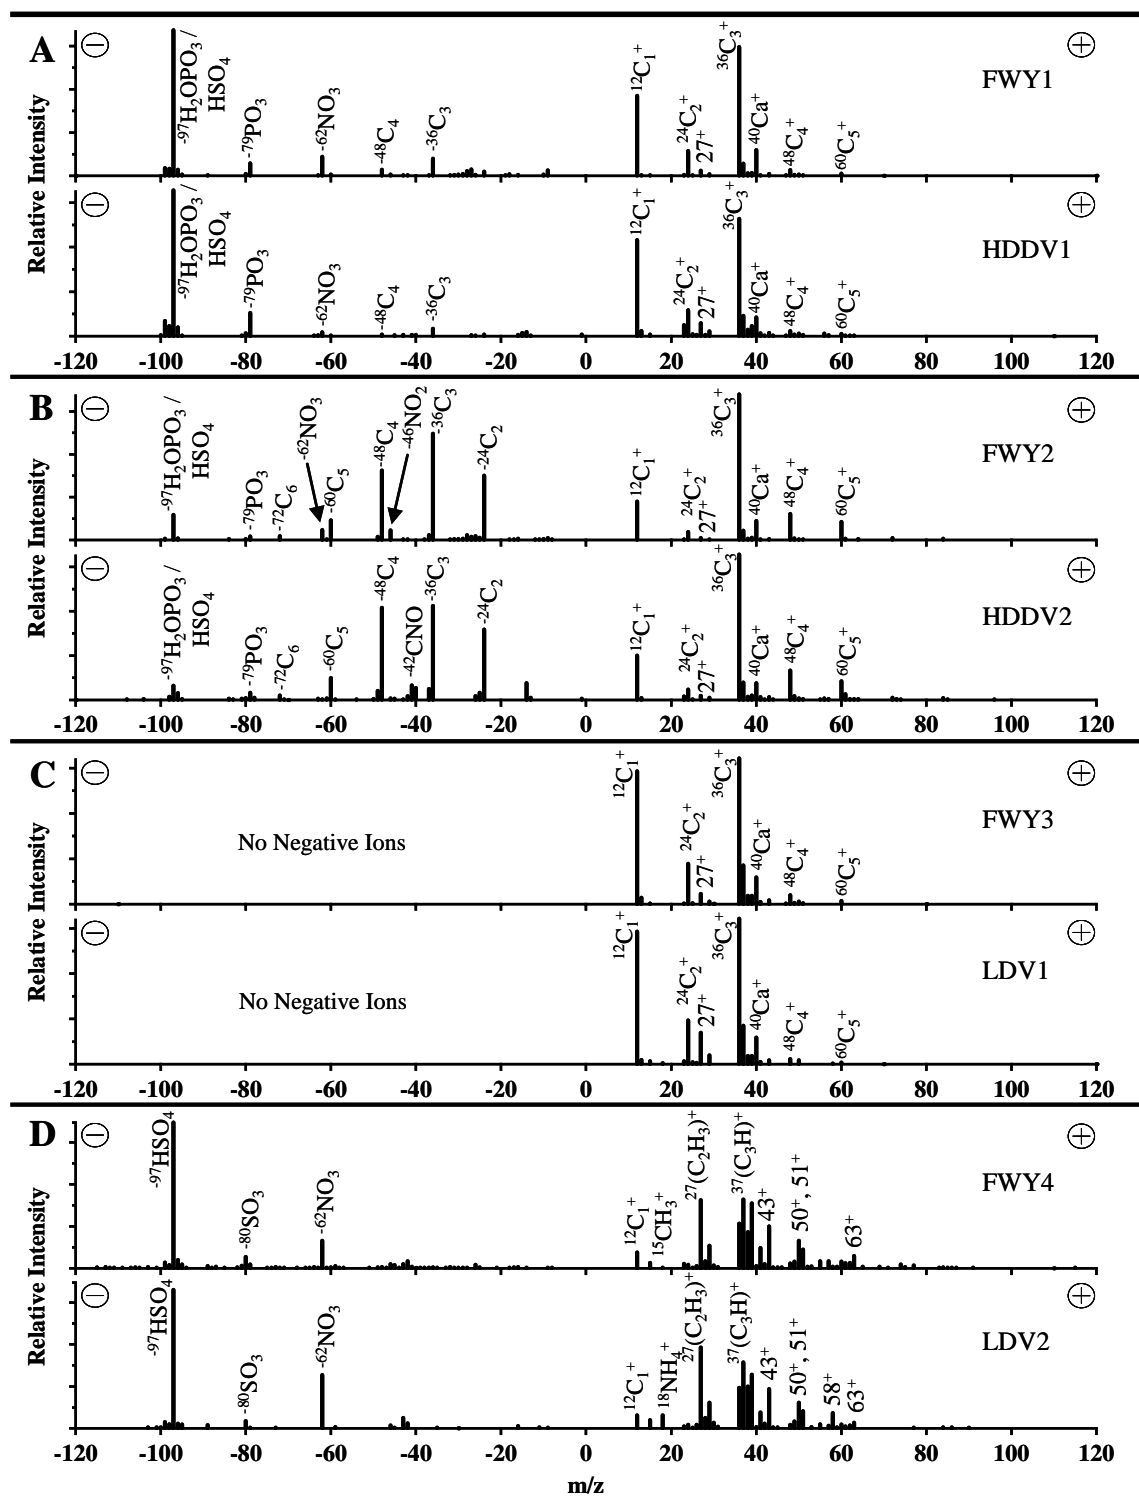 A
⊖
⊕
Relative Intensity
-97H₂OPO₃ /
HSO₄
-79PO₃
-62NO₃
-48C₄
-36C₃
¹²C₁⁺
²⁴C₂⁺
27⁺
³⁶C₃⁺
⁴⁰Ca⁺
⁴⁸C₄⁺
⁶⁰C₅⁺
FWY1
⊖
⊕
Relative Intensity
-97H₂OPO₃ /
HSO₄
-79PO₃
-62NO₃
-48C₄
-36C₃
¹²C₁⁺
²⁴C₂⁺
27⁺
³⁶C₃⁺
⁴⁰Ca⁺
⁴⁸C₄⁺
⁶⁰C₅⁺
HDDV1
-120 -100 -80 -60 -40 -20 0 20 40 60 80 100 120
B
⊖
⊕
Relative Intensity
-97H₂OPO₃ /
HSO₄
-79PO₃
-72C₆
-62NO₃
-60C₅
-48C₄
-46NO₂
-36C₃
-24C₂
¹²C₁⁺
²⁴C₂⁺
27⁺
³⁶C₃⁺
⁴⁰Ca⁺
⁴⁸C₄⁺
⁶⁰C₅⁺
FWY2
⊖
⊕
Relative Intensity
-97H₂OPO₃ /
HSO₄
-79PO₃
-72C₆
-60C₅
-48C₄
-42CNO
-36C₃
-24C₂
¹²C₁⁺
²⁴C₂⁺
27⁺
³⁶C₃⁺
⁴⁰Ca⁺
⁴⁸C₄⁺
⁶⁰C₅⁺
HDDV2
-120 -100 -80 -60 -40 -20 0 20 40 60 80 100 120
C
⊖
⊕
Relative Intensity
No Negative Ions
¹²C₁⁺
²⁴C₂⁺
27⁺
³⁶C₃⁺
⁴⁰Ca⁺
⁴⁸C₄⁺
⁶⁰C₅⁺
FWY3
⊖
⊕
Relative Intensity
No Negative Ions
¹²C₁⁺
²⁴C₂⁺
27⁺
³⁶C₃⁺
⁴⁰Ca⁺
⁴⁸C₄⁺
⁶⁰C₅⁺
LDV1
-120 -100 -80 -60 -40 -20 0 20 40 60 80 100 120
D
⊖
⊕
Relative Intensity
-97HSO₄
-80SO₃
-62NO₃
¹²C₁⁺
¹⁵CH₃⁺
²⁷(C₂H₃)⁺
³⁷(C₃H)⁺
43⁺
50⁺, 51⁺
63⁺
FWY4
⊖
⊕
Relative Intensity
-97HSO₄
-80SO₃
-62NO₃
¹²C₁⁺
¹⁸NH₄⁺
²⁷(C₂H₃)⁺
³⁷(C₃H)⁺
43⁺
50⁺, 51⁺
58⁺
63⁺
LDV2
-120 -100 -80 -60 -40 -20 0 20 40 60 80 100 120
m/z